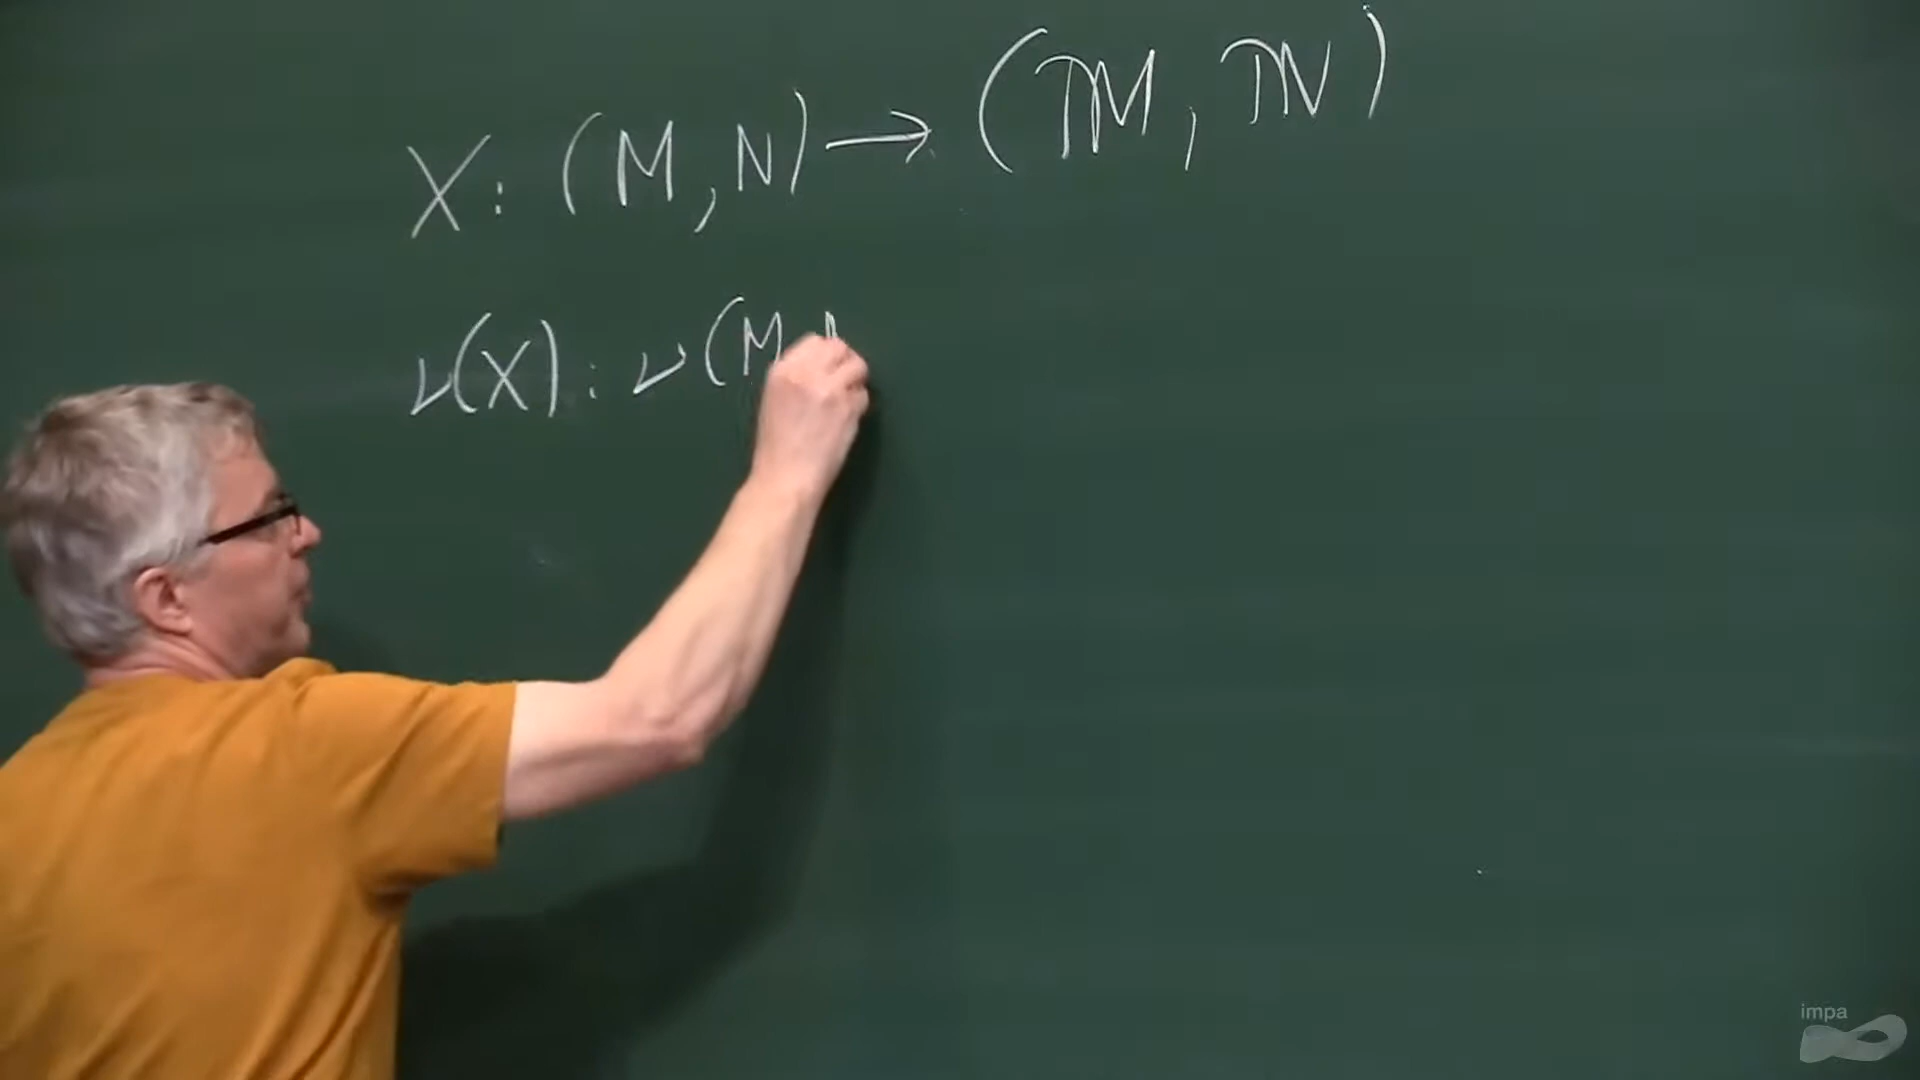 X: (M, N) → (TM, TN)
ν(X): ν(M,
impa